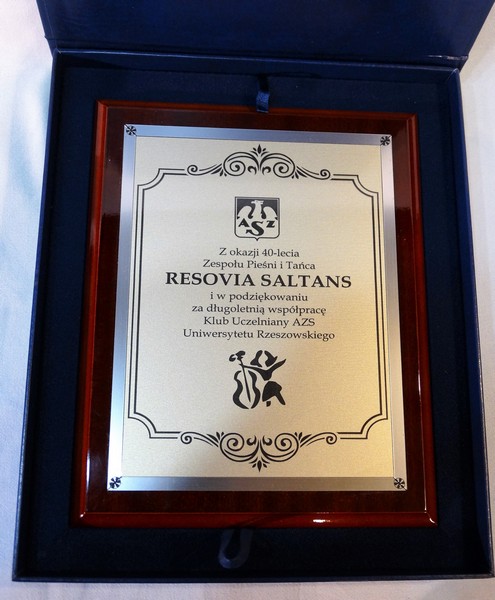 AZS
Z okazji 40-lecia
Zespołu Pieśni i Tańca
RESOVIA SALTANS
i w podziękowaniu
za długoletnią współpracę
Klub Uczelniany AZS
Uniwersytetu Rzeszowskiego